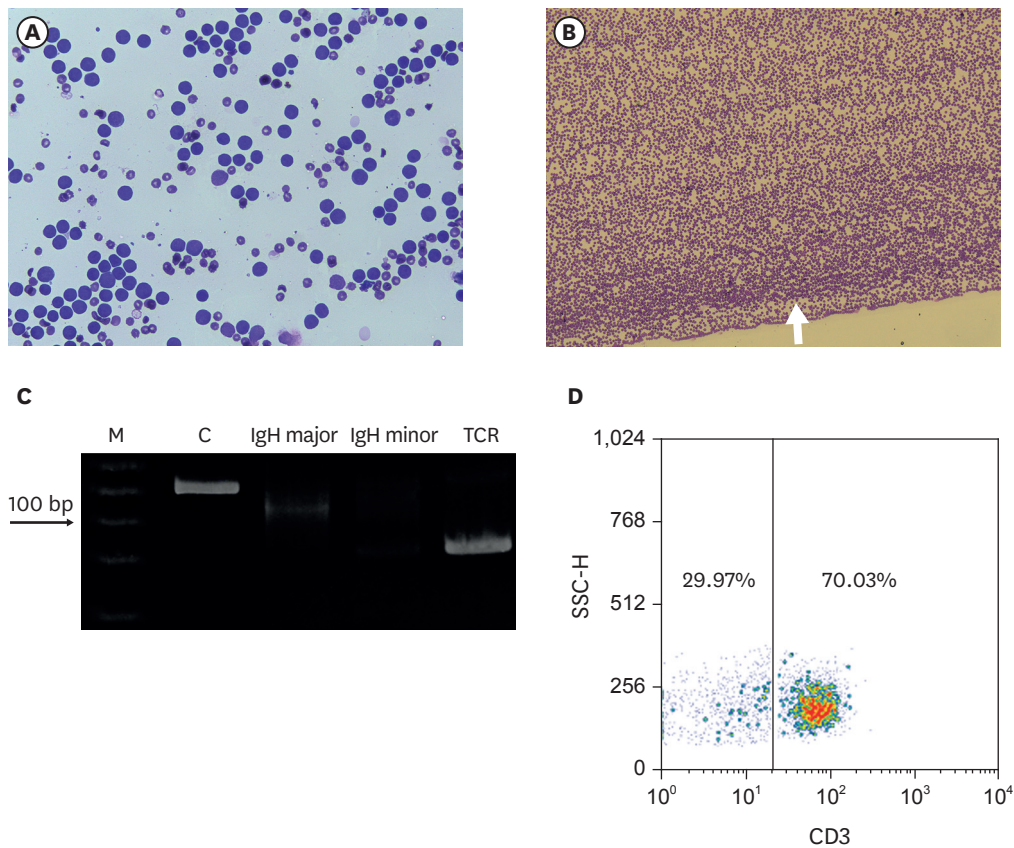 A
B
C
M C IgH major IgH minor TCR
100 bp
D
1,024
768
512
256
0
SSC-H
29.97% 70.03%
10⁰ 10¹ 10² 10³ 10⁴
CD3